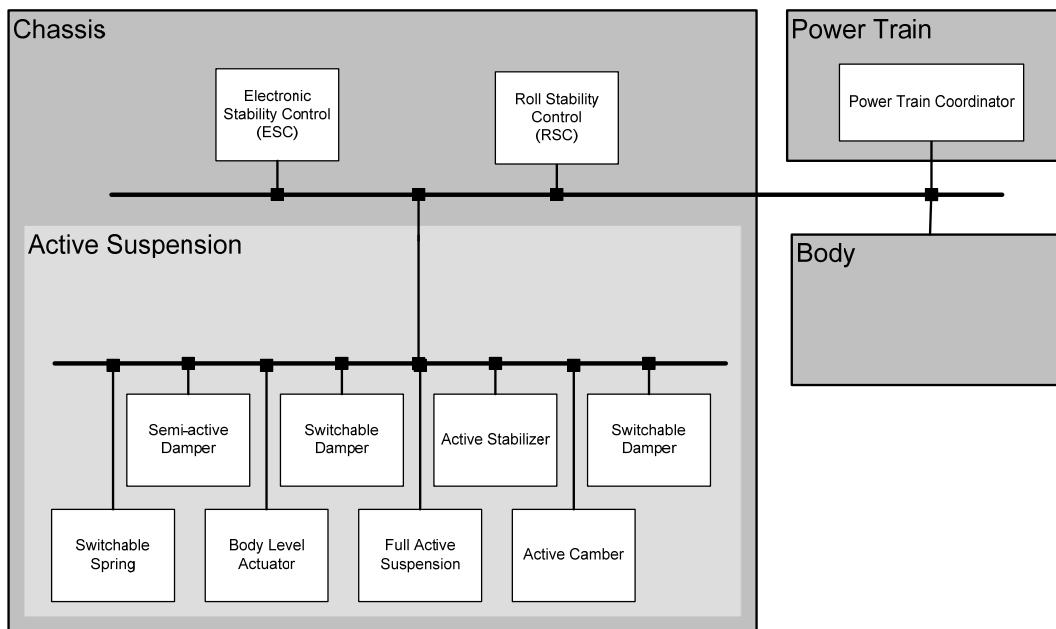 Chassis
Power Train
Electronic
Stability Control
(ESC)
Roll Stability
Control
(RSC)
Power Train Coordinator
Active Suspension
Body
Semi-active
Damper
Switchable
Damper
Active Stabilizer
Switchable
Damper
Switchable
Spring
Body Level
Actuator
Full Active
Suspension
Active Camber